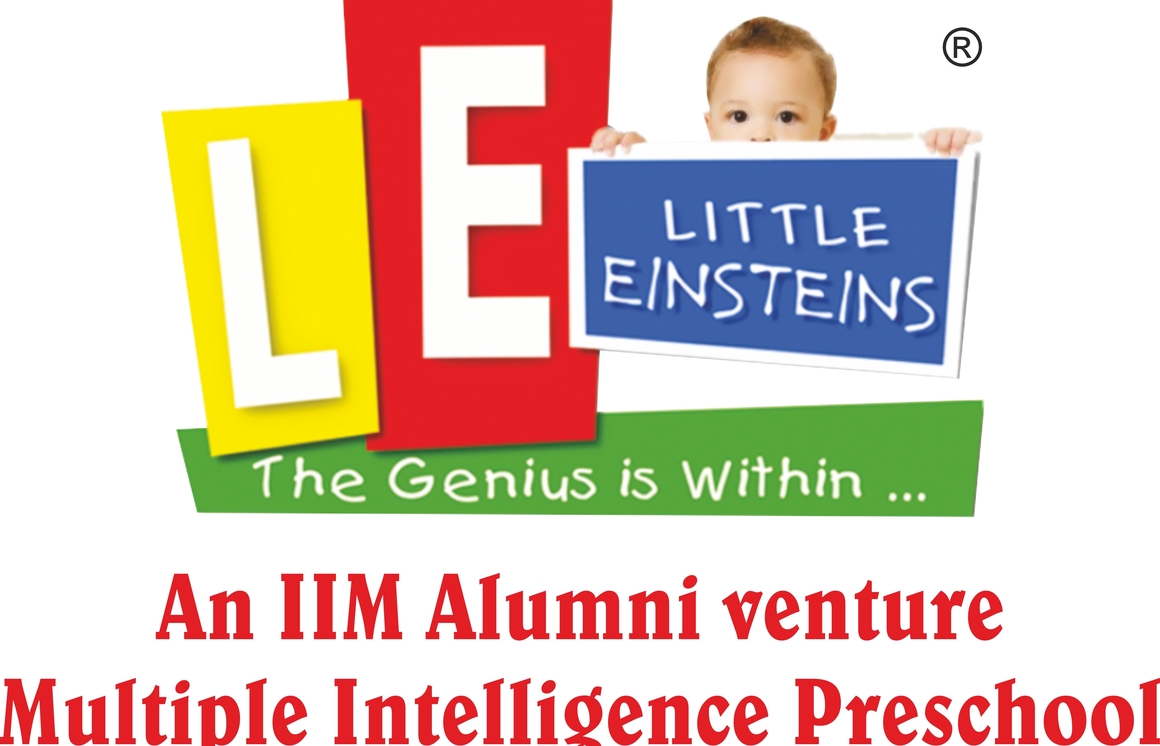 L E
®
LITTLE
EINSTEINS
The Genius is Within ...
An IIM Alumni venture
Multiple Intelligence Preschool